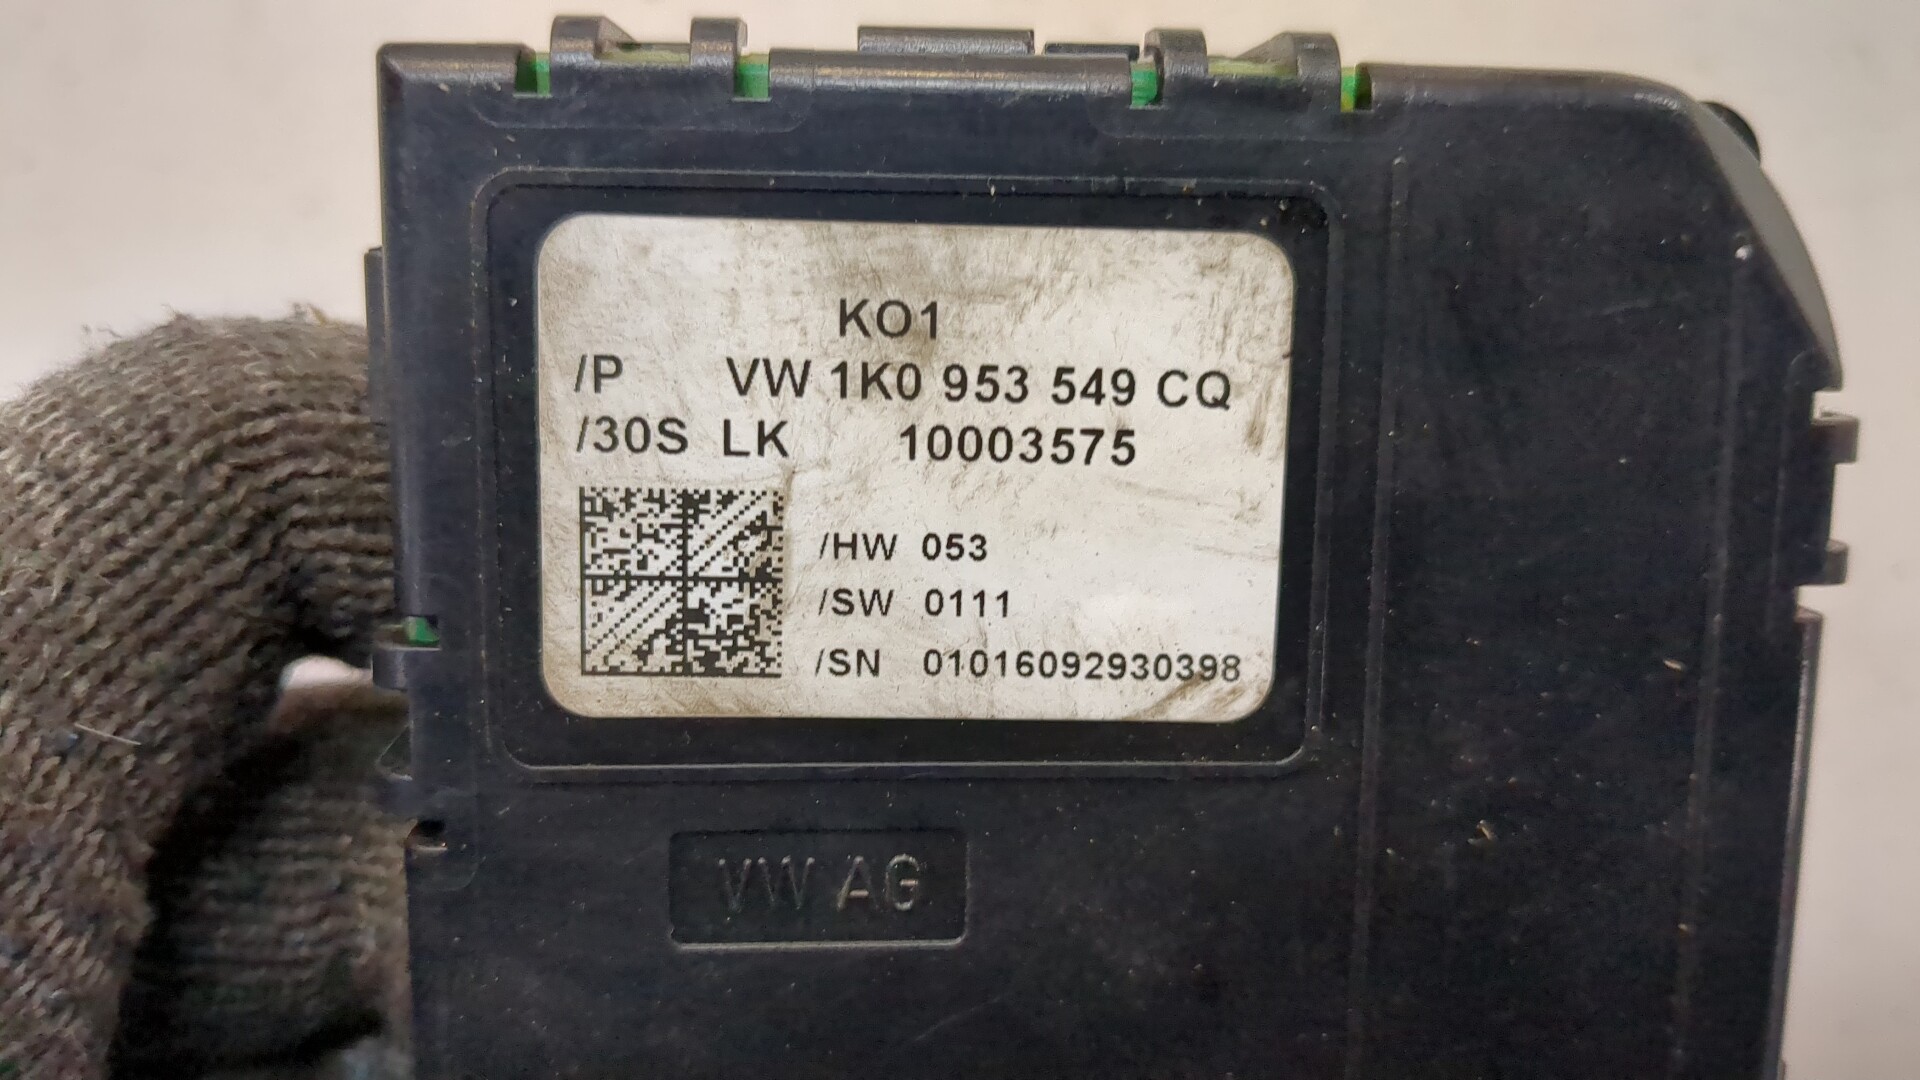 KO1
/P VW 1K0 953 549 CQ
/30S LK 10003575
/HW 053
/SW 0111
/SN 01016092930398
VW AG